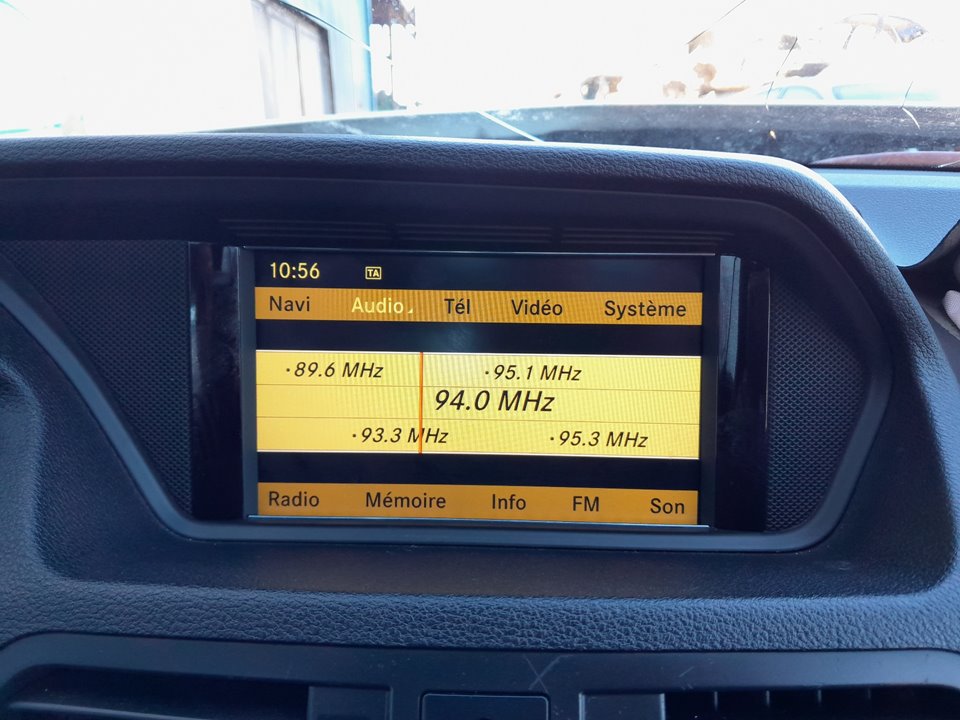 10:56 TA
Navi Audio Tél Vidéo Système
·89.6 MHz ·95.1 MHz
94.0 MHz
·93.3 MHz ·95.3 MHz
Radio Mémoire Info FM Son